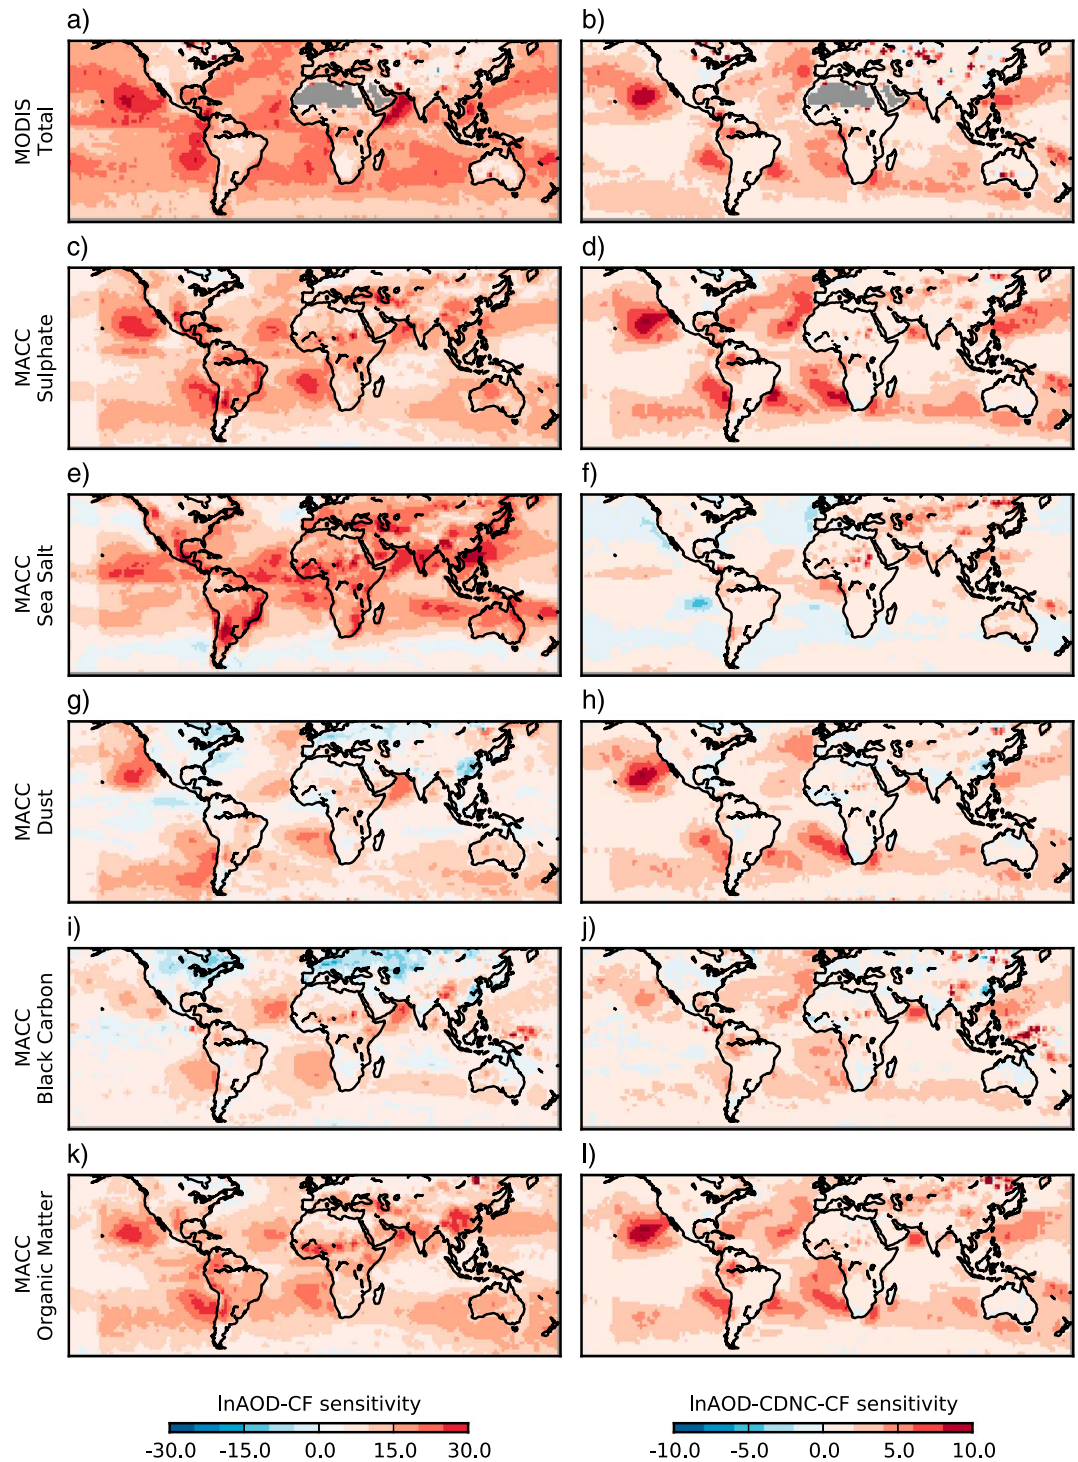 a)
b)
MODIS
Total
c)
d)
MACC
Sulphate
e)
f)
MACC
Sea Salt
g)
h)
MACC
Dust
i)
j)
MACC
Black Carbon
k)
l)
MACC
Organic Matter
lnAOD-CF sensitivity
-30.0 -15.0 0.0 15.0 30.0
lnAOD-CDNC-CF sensitivity
-10.0 -5.0 0.0 5.0 10.0